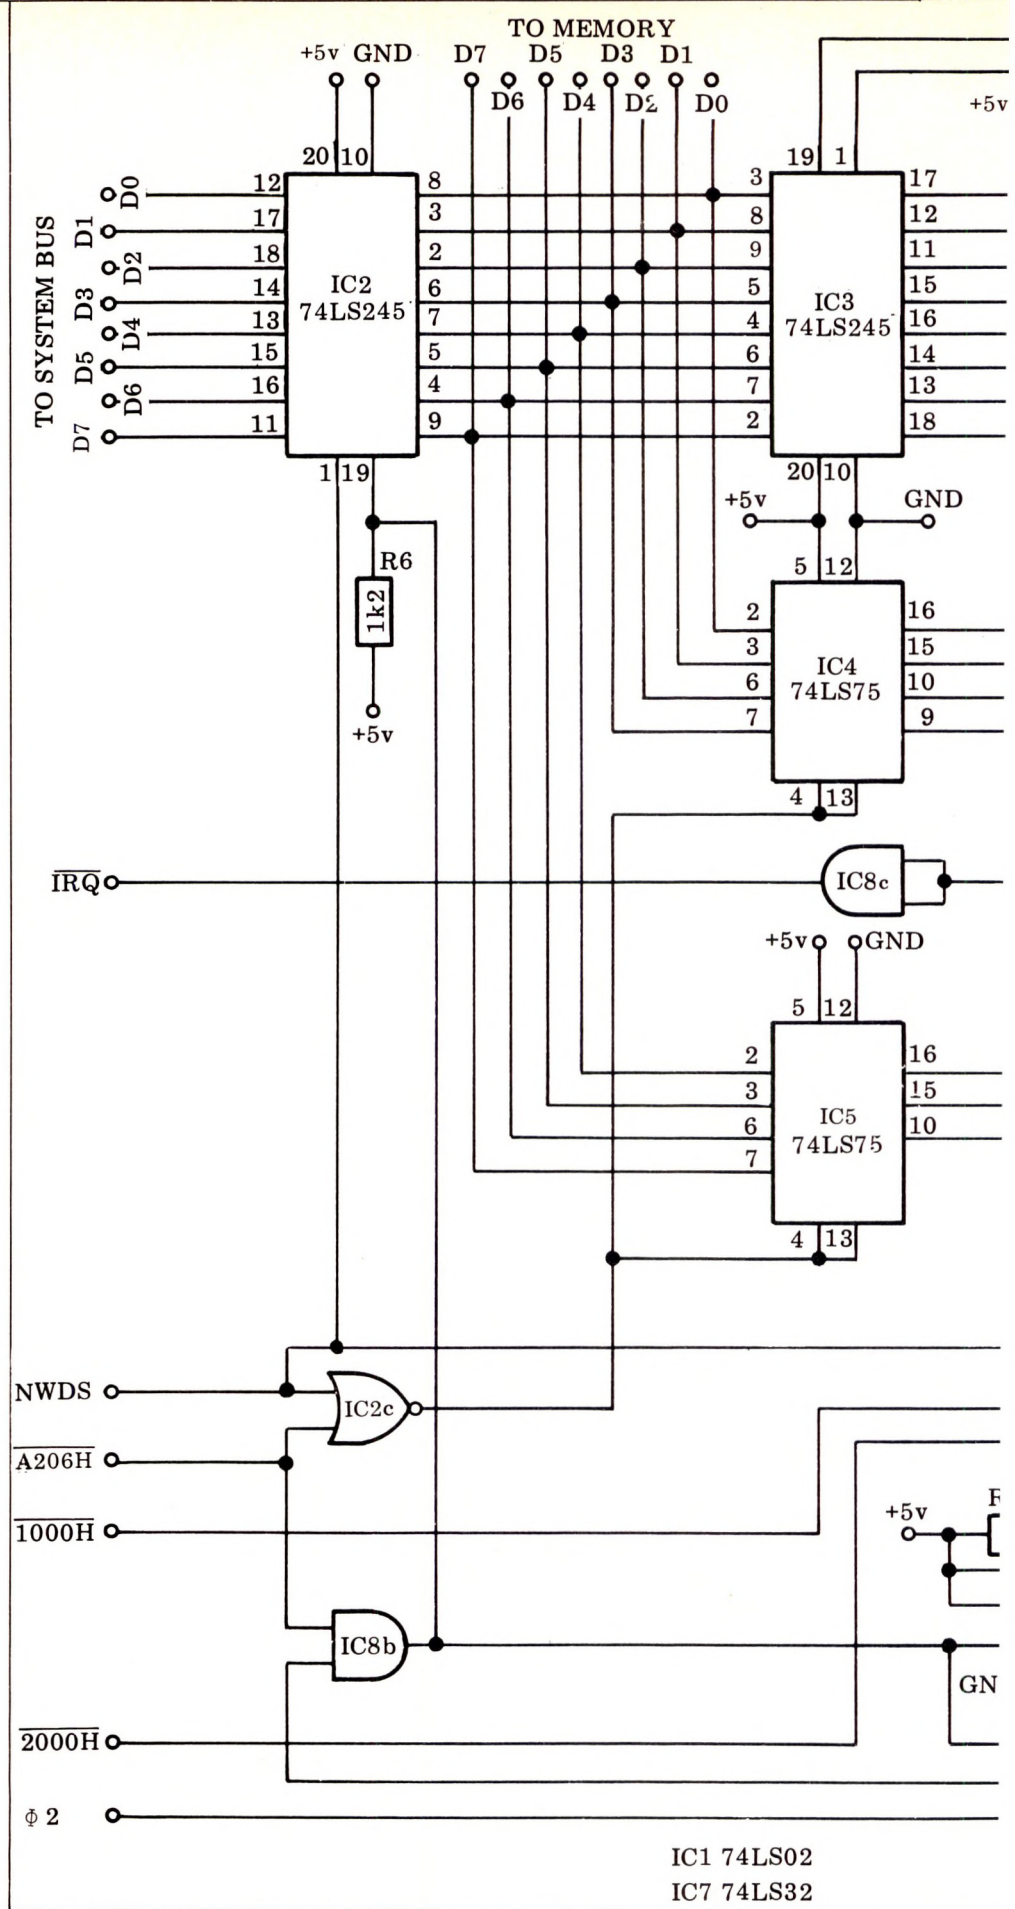 TO MEMORY
+5v GND D7 D5 D3 D1
D6 D4 D2 D0
+5v
20 10
19 1
TO SYSTEM BUS
D0 12 8 3 17
D1 17 3 8 12
D2 18 2 9 11
D3 14 6 5 15
D4 13 7 4 16
D5 15 5 6 14
D6 16 4 7 13
D7 11 9 2 18
IC2
74LS245
IC3
74LS245
1 19
20 10
+5v GND
R6
1k2
+5v
5 12
2 16
3 15
6 10
7 9
IC4
74LS75
4 13
IRQ
IC8c
+5v GND
5 12
2 16
3 15
6 10
7
IC5
74LS75
4 13
NWDS
IC2c
A206H
1000H
+5v
IC8b
GN
2000H
Φ 2
IC1 74LS02
IC7 74LS32